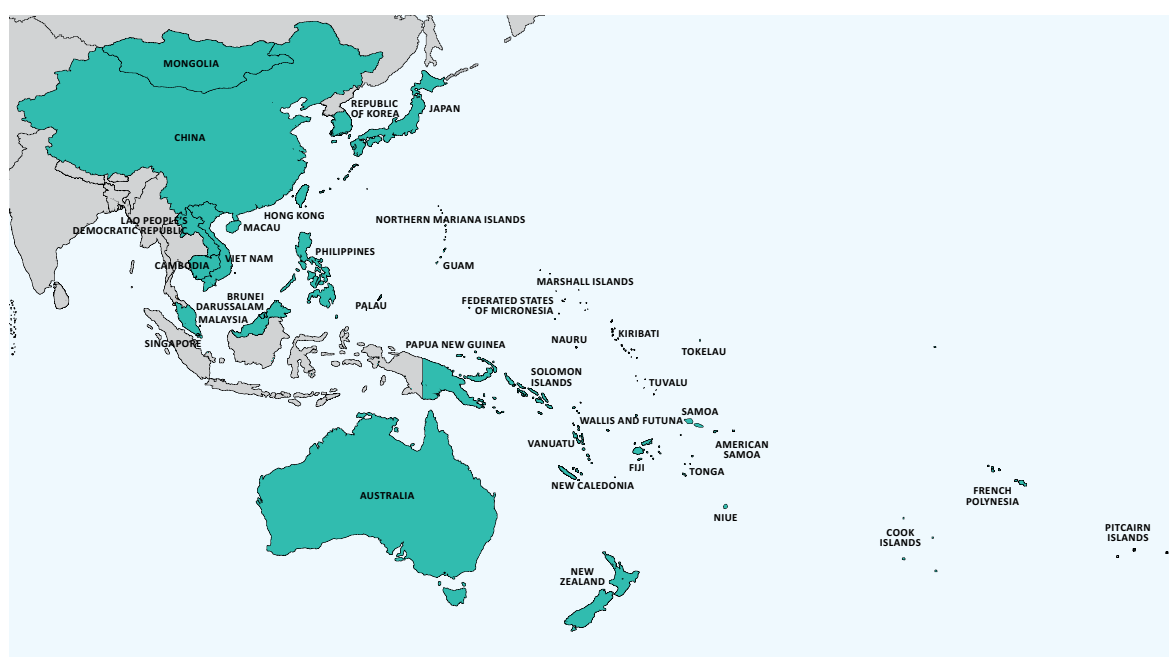 MONGOLIA
REPUBLIC
OF KOREA
JAPAN
CHINA
HONG KONG
MACAU
LAO PEOPLE'S
DEMOCRATIC REPUBLIC
NORTHERN MARIANA ISLANDS
VIET NAM
PHILIPPINES
CAMBODIA
GUAM
MARSHALL ISLANDS
BRUNEI
DARUSSALAM
PALAU
FEDERATED STATES
OF MICRONESIA
MALAYSIA
KIRIBATI
SINGAPORE
PAPUA NEW GUINEA
NAURU
TOKELAU
SOLOMON
ISLANDS
TUVALU
SAMOA
WALLIS AND FUTUNA
VANUATU
AMERICAN
SAMOA
FIJI
TONGA
NEW CALEDONIA
AUSTRALIA
FRENCH
POLYNESIA
NIUE
COOK
ISLANDS
PITCAIRN
ISLANDS
NEW
ZEALAND